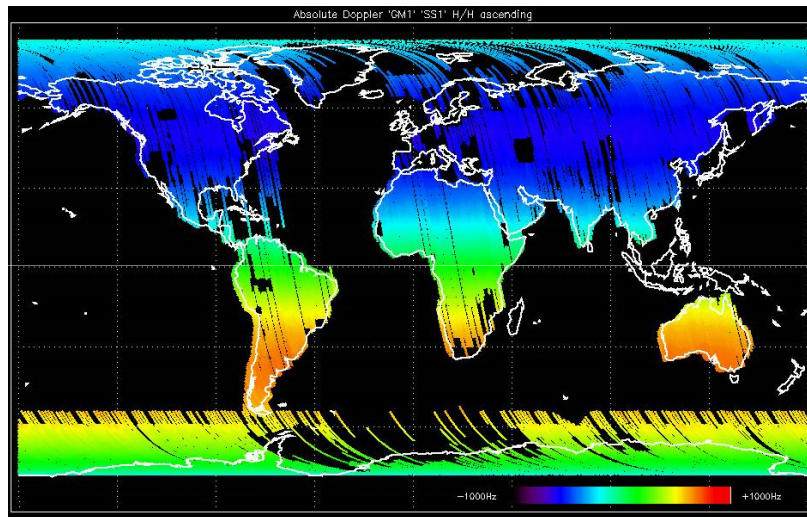 Absolute Doppler 'GM1' 'SS1' H/H ascending
−1000Hz +1000Hz